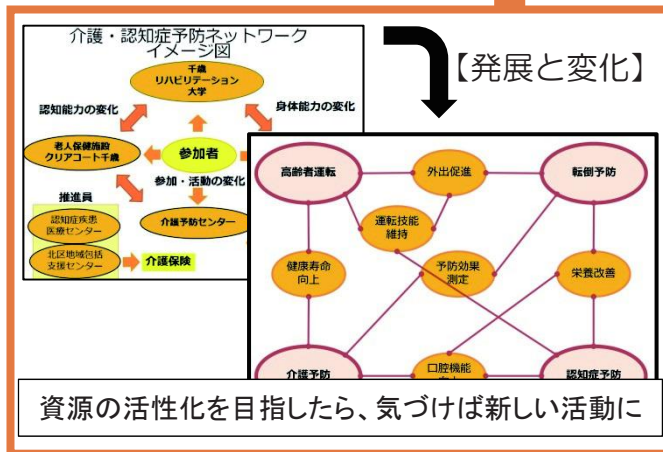 介護・認知症予防ネットワーク
イメージ図
【発展と変化】
千歳
リハビリテーション
大学
認知能力の変化
身体能力の変化
老人保健施設
クリアコート千歳
参加者
参加・活動の変化
推進員
認知症疾患
医療センター
介護予防センター
北区地域包括
支援センター
介護保険
高齢者運転
外出促進
転倒予防
運転技能
維持
健康寿命
向上
予防効果
測定
栄養改善
介護予防
口腔機能
認知症予防
資源の活性化を目指したら、気づけば新しい活動に